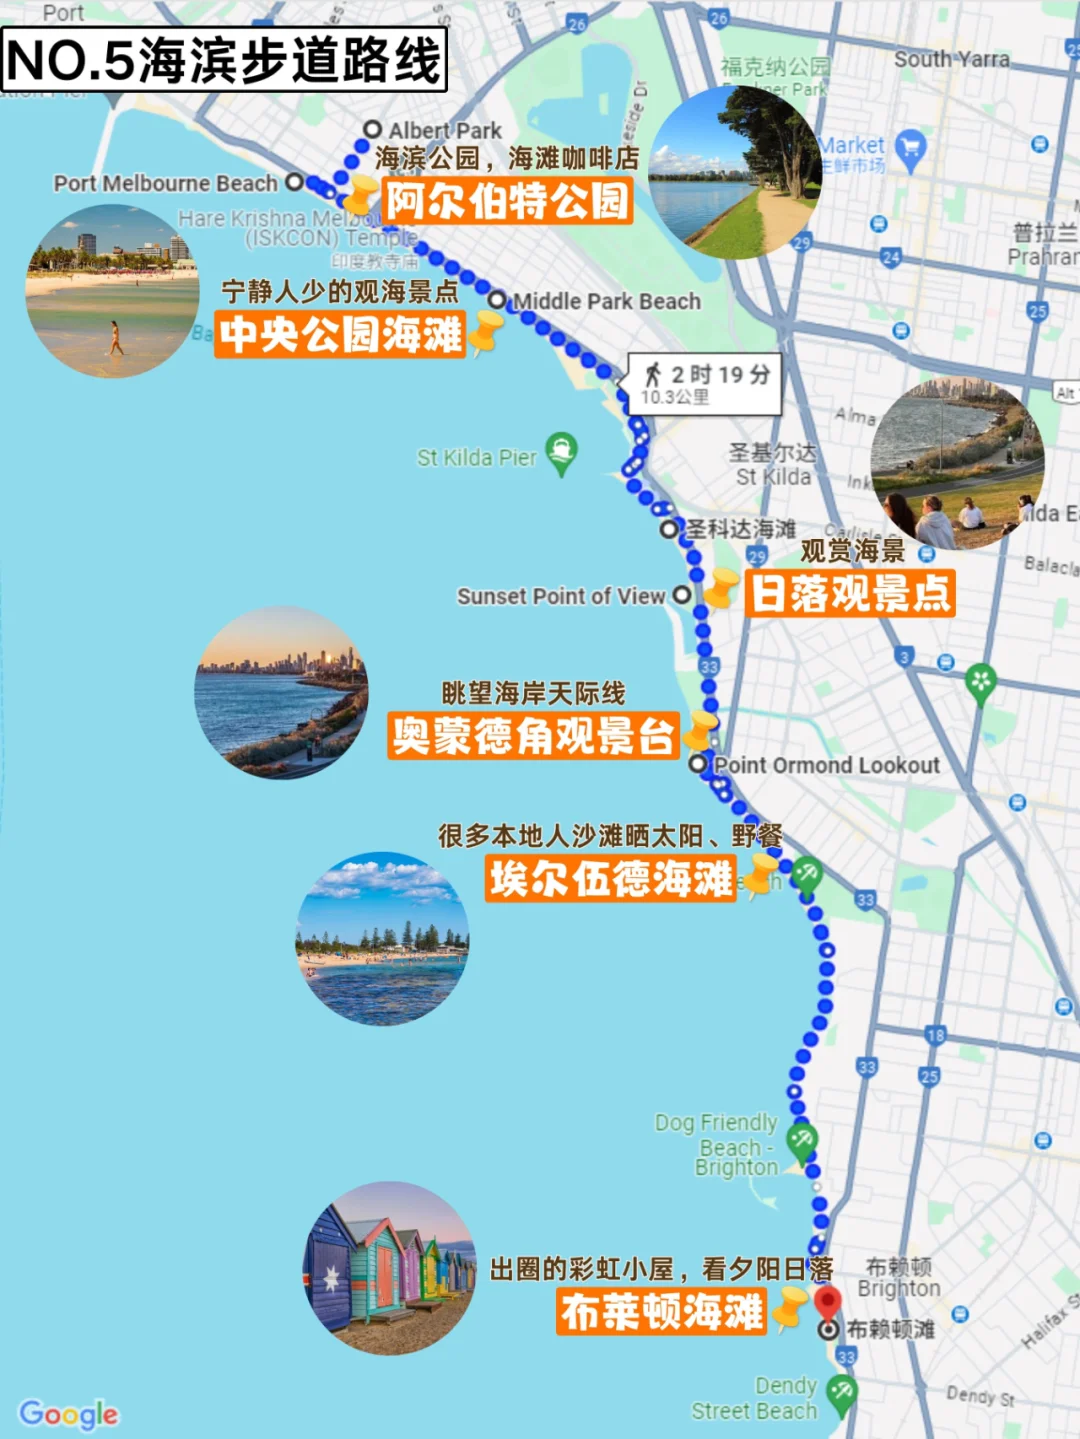 Port
NO.5海滨步道路线
26
26
福克纳公园
South Yarra
Albert Park
海滨公园，海滩咖啡店
阿尔伯特公园
Market
Port Melbourne Beach
Hare Krishna
(ISKCON) Temple
印度教寺庙
29
24
普拉兰
Prahran
25
宁静人少的观海景点
中央公园海滩
Middle Park Beach
2 时 19 分
10.3公里
Alt
Alma
St Kilda Pier
圣基尔达
St Kilda
圣科达海滩
29
观赏海景
日落观景点
Sunset Point of View
33
3
眺望海岸天际线
奥蒙德角观景台
Point Ormond Lookout
很多本地人沙滩晒太阳、野餐
埃尔伍德海滩
33
18
33
25
Dog Friendly
Beach -
Brighton
出圈的彩虹小屋，看夕阳日落
布莱顿海滩
布赖顿
Brighton
布赖顿滩
33
Halifax St
Dendy
Street Beach
Dendy St
Google